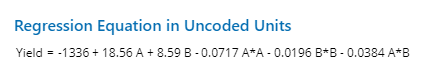 Regression Equation in Uncoded Units
Yield = -1336 + 18.56 A + 8.59 B - 0.0717 A*A - 0.0196 B*B - 0.0384 A*B